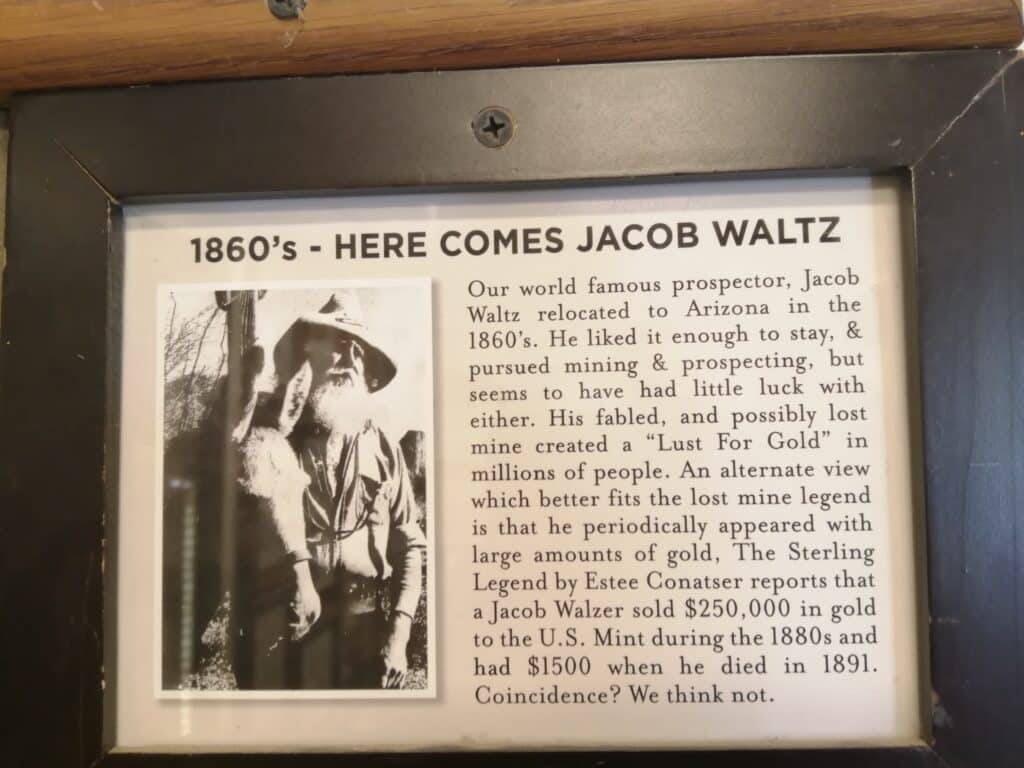 1860's - HERE COMES JACOB WALTZ
Our world famous prospector, Jacob
Waltz relocated to Arizona in the
1860's. He liked it enough to stay, &
pursued mining & prospecting, but
seems to have had little luck with
either. His fabled, and possibly lost
mine created a “Lust For Gold” in
millions of people. An alternate view
which better fits the lost mine legend
is that he periodically appeared with
large amounts of gold, The Sterling
Legend by Estee Conatser reports that
a Jacob Walzer sold $250,000 in gold
to the U.S. Mint during the 1880s and
had $1500 when he died in 1891.
Coincidence? We think not.